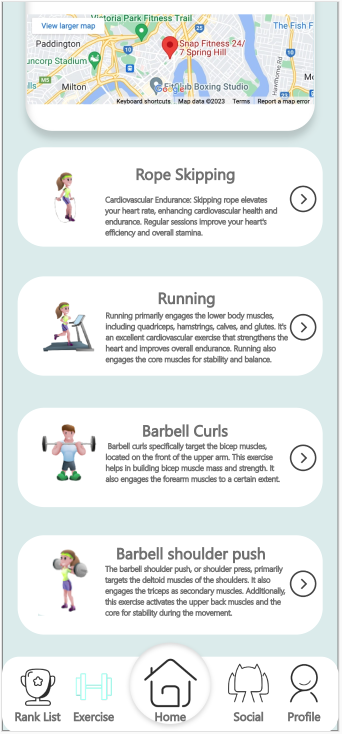 Victoria Park Fitness Trail
View larger map
The Fish F
Paddington
Snap Fitness 24/
7 Spring Hill
uncorp Stadium
Milton
FitClub Boxing Studio
Hawthorne Rd
Mc
Google
Keyboard shortcuts Map data ©2023 Terms Report a map error
Rope Skipping
Cardiovascular Endurance: Skipping rope elevates
your heart rate, enhancing cardiovascular health and
endurance. Regular sessions improve your heart's
efficiency and overall stamina.
Running
Running primarily engages the lower body muscles,
including quadriceps, hamstrings, calves, and glutes. It's
an excellent cardiovascular exercise that strengthens the
heart and improves overall endurance. Running also
engages the core muscles for stability and balance.
Barbell Curls
Barbell curls specifically target the bicep muscles,
located on the front of the upper arm. This exercise
helps in building bicep muscle mass and strength. It
also engages the forearm muscles to a certain extent.
Barbell shoulder push
The barbell shoulder push, or shoulder press, primarily
targets the deltoid muscles of the shoulders. It also
engages the triceps as secondary muscles. Additionally,
this exercise activates the upper back muscles and the
core for stability during the movement.
Rank List Exercise Home Social Profile